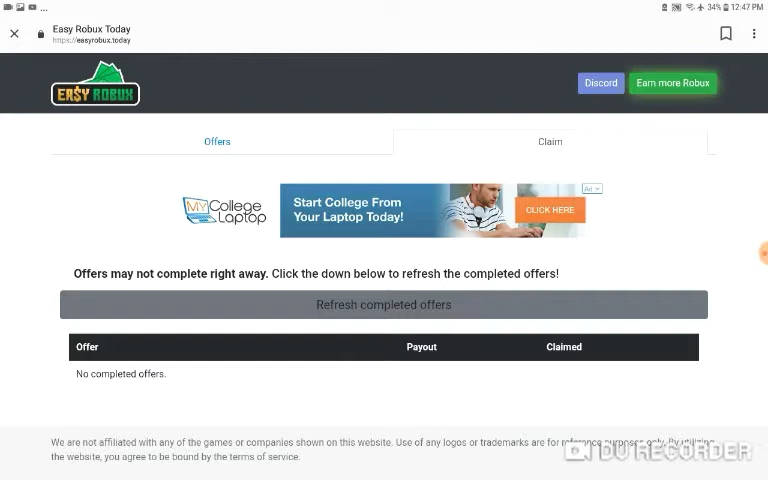 ... 34% 12:47 PM
Easy Robux Today
https://easyrobux.today
EA$Y ROBUX
Discord
Earn more Robux
Offers
Claim
MY College Laptop
Start College From
Your Laptop Today!
CLICK HERE
Ad
Offers may not complete right away. Click the down below to refresh the completed offers!
Refresh completed offers
Offer Payout Claimed
No completed offers.
We are not affiliated with any of the games or companies shown on this website. Use of any logos or trademarks are for reference purposes only. By utilizing
the website, you agree to be bound by the terms of service.
DU RECORDER